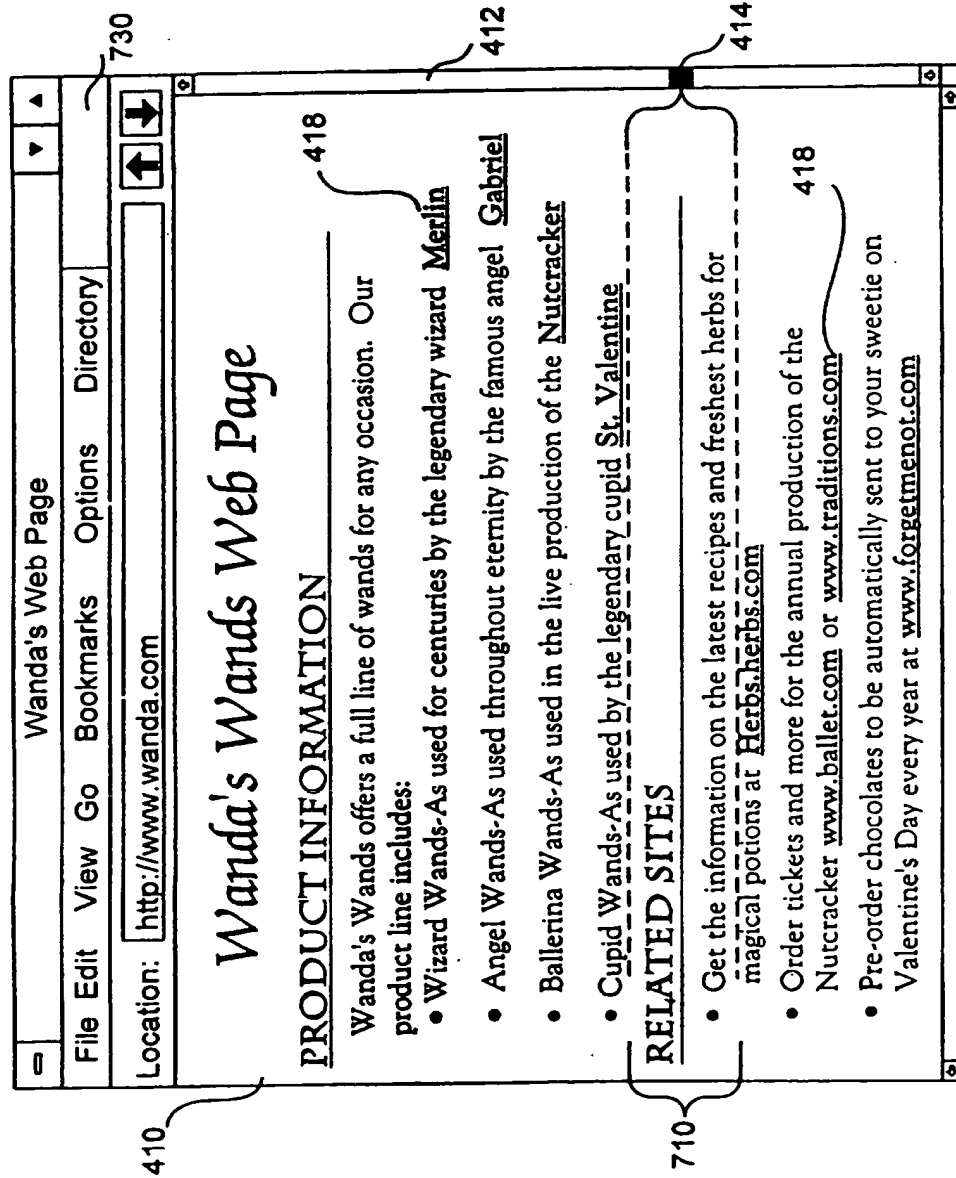 Wanda's Web Page
File Edit View Go Bookmarks Options Directory
730
Location: http://www.wanda.com
410
Wanda's Wands Web Page
PRODUCT INFORMATION
412
Wanda's Wands offers a full line of wands for any occasion. Our
product line includes:
418
• Wizard Wands-As used for centuries by the legendary wizard Merlin
• Angel Wands-As used throughout eternity by the famous angel Gabriel
• Ballerina Wands-As used in the live production of the Nutcracker
• Cupid Wands-As used by the legendary cupid St. Valentine
RELATED SITES
414
710
• Get the information on the latest recipes and freshest herbs for
magical potions at Herbs.herbs.com
• Order tickets and more for the annual production of the
Nutcracker www.ballet.com or www.traditions.com
418
• Pre-order chocolates to be automatically sent to your sweetie on
Valentine's Day every year at www.forgetmenot.com